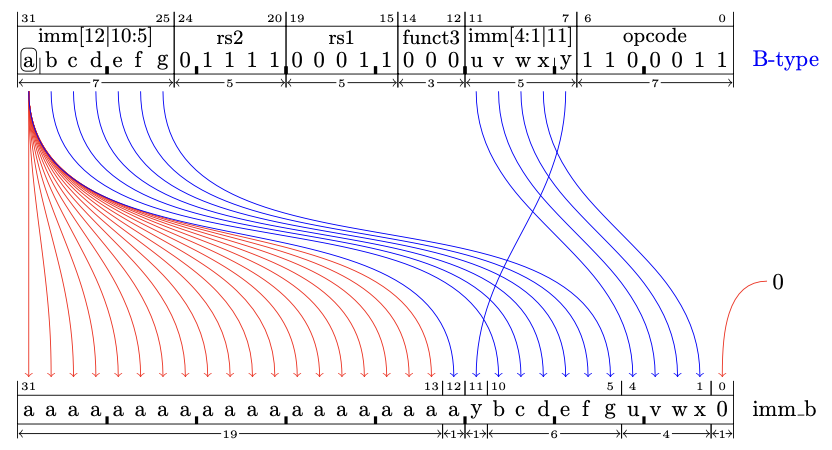 31 25 24 20 19 15 14 12 11 7 6 0
imm[12|10:5] rs2 rs1 funct3 imm[4:1|11] opcode
a b c d e f g 0 1 1 1 1 0 0 0 1 1 0 0 0 u v w x y 1 1 0 0 0 1 1 B-type
7 5 5 3 5 7
0
31 13 12 11 10 5 4 1 0
a a a a a a a a a a a a a a a a a a a a y b c d e f g u v w x 0 imm_b
19 1 1 6 4 1